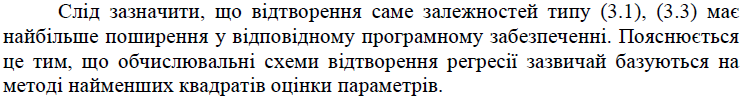 Слід зазначити, що відтворення саме залежностей типу (3.1), (3.3) має
найбільше поширення у відповідному програмному забезпеченні. Пояснюється
це тим, що обчислювальні схеми відтворення регресії зазвичай базуються на
методі найменших квадратів оцінки параметрів.